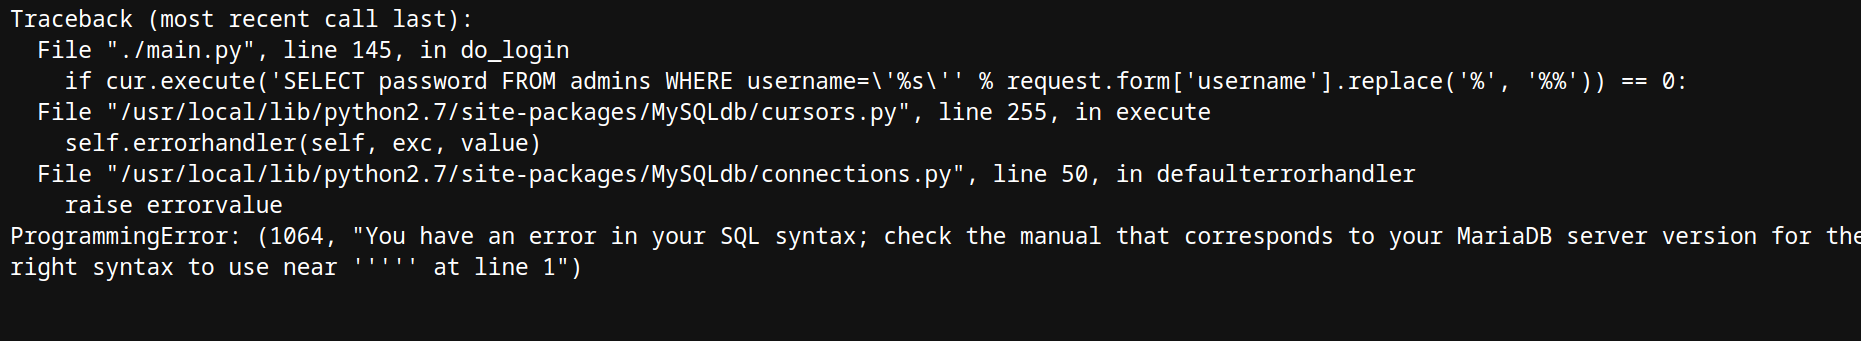 Traceback (most recent call last):
  File "./main.py", line 145, in do_login
    if cur.execute('SELECT password FROM admins WHERE username=\'%s\'' % request.form['username'].replace('%', '%%')) == 0:
  File "/usr/local/lib/python2.7/site-packages/MySQLdb/cursors.py", line 255, in execute
    self.errorhandler(self, exc, value)
  File "/usr/local/lib/python2.7/site-packages/MySQLdb/connections.py", line 50, in defaulterrorhandler
    raise errorvalue
ProgrammingError: (1064, "You have an error in your SQL syntax; check the manual that corresponds to your MariaDB server version for the
right syntax to use near ''''' at line 1")